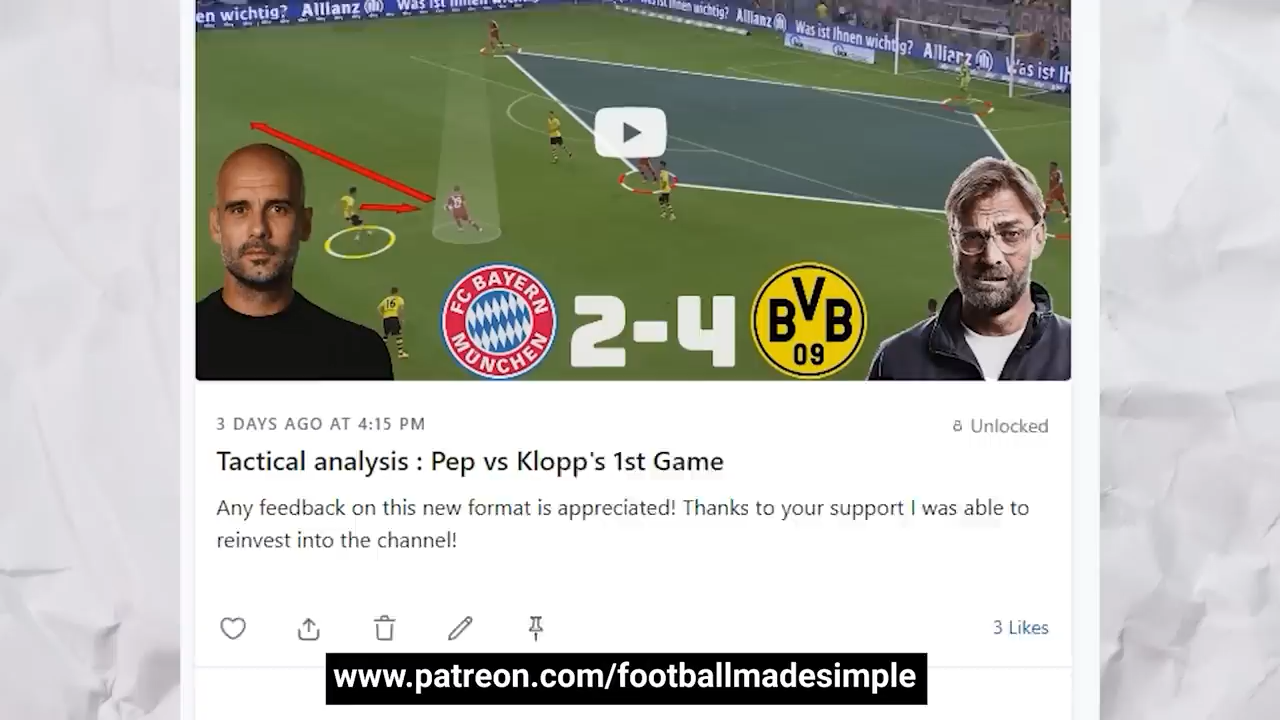 en wichtig? Allianz Was ist Ihnen wichtig?
ist Ihnen wichtig? Allianz Was ist Ihnen wichtig? Allianz Was ist Ih
16
FC BAYERN
MÜNCHEN
2-4
BVB
09
3 DAYS AGO AT 4:15 PM
Unlocked
Tactical analysis : Pep vs Klopp's 1st Game
Any feedback on this new format is appreciated! Thanks to your support I was able to
reinvest into the channel!
3 Likes
www.patreon.com/footballmadesimple